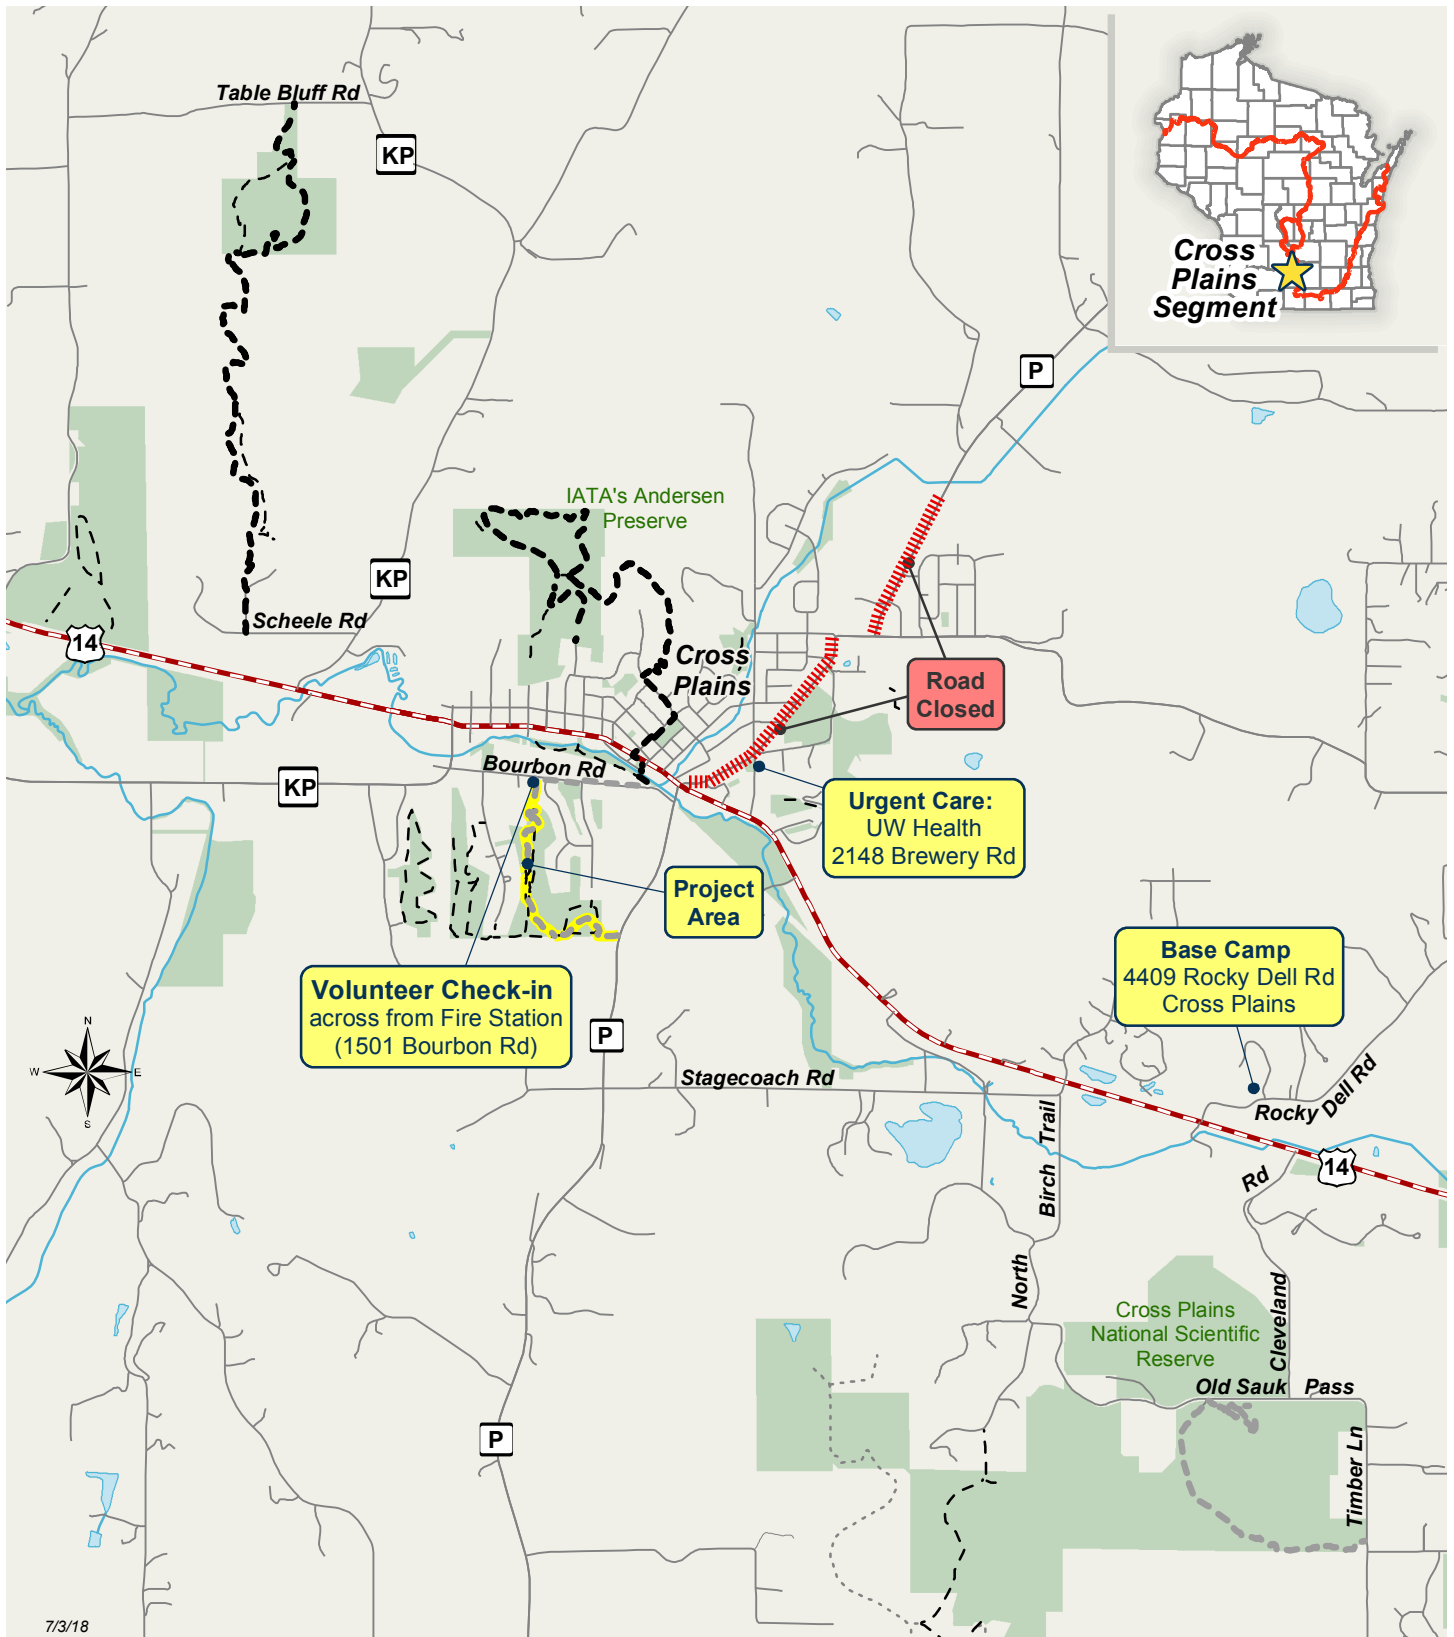 Table Bluff Rd
KP
Cross
Plains
Segment
P
IATA's Andersen
Preserve
KP
Scheele Rd
14
Cross
Plains
Road
Closed
Bourbon Rd
KP
Urgent Care:
UW Health
2148 Brewery Rd
Project
Area
Base Camp
4409 Rocky Dell Rd
Cross Plains
Volunteer Check-in
across from Fire Station
(1501 Bourbon Rd)
N
W
E
S
P
Stagecoach Rd
Rocky Dell Rd
14
North Birch Trail
Cleveland Rd
Cross Plains
National Scientific
Reserve
Old Sauk Pass
P
Timber Ln
7/3/18